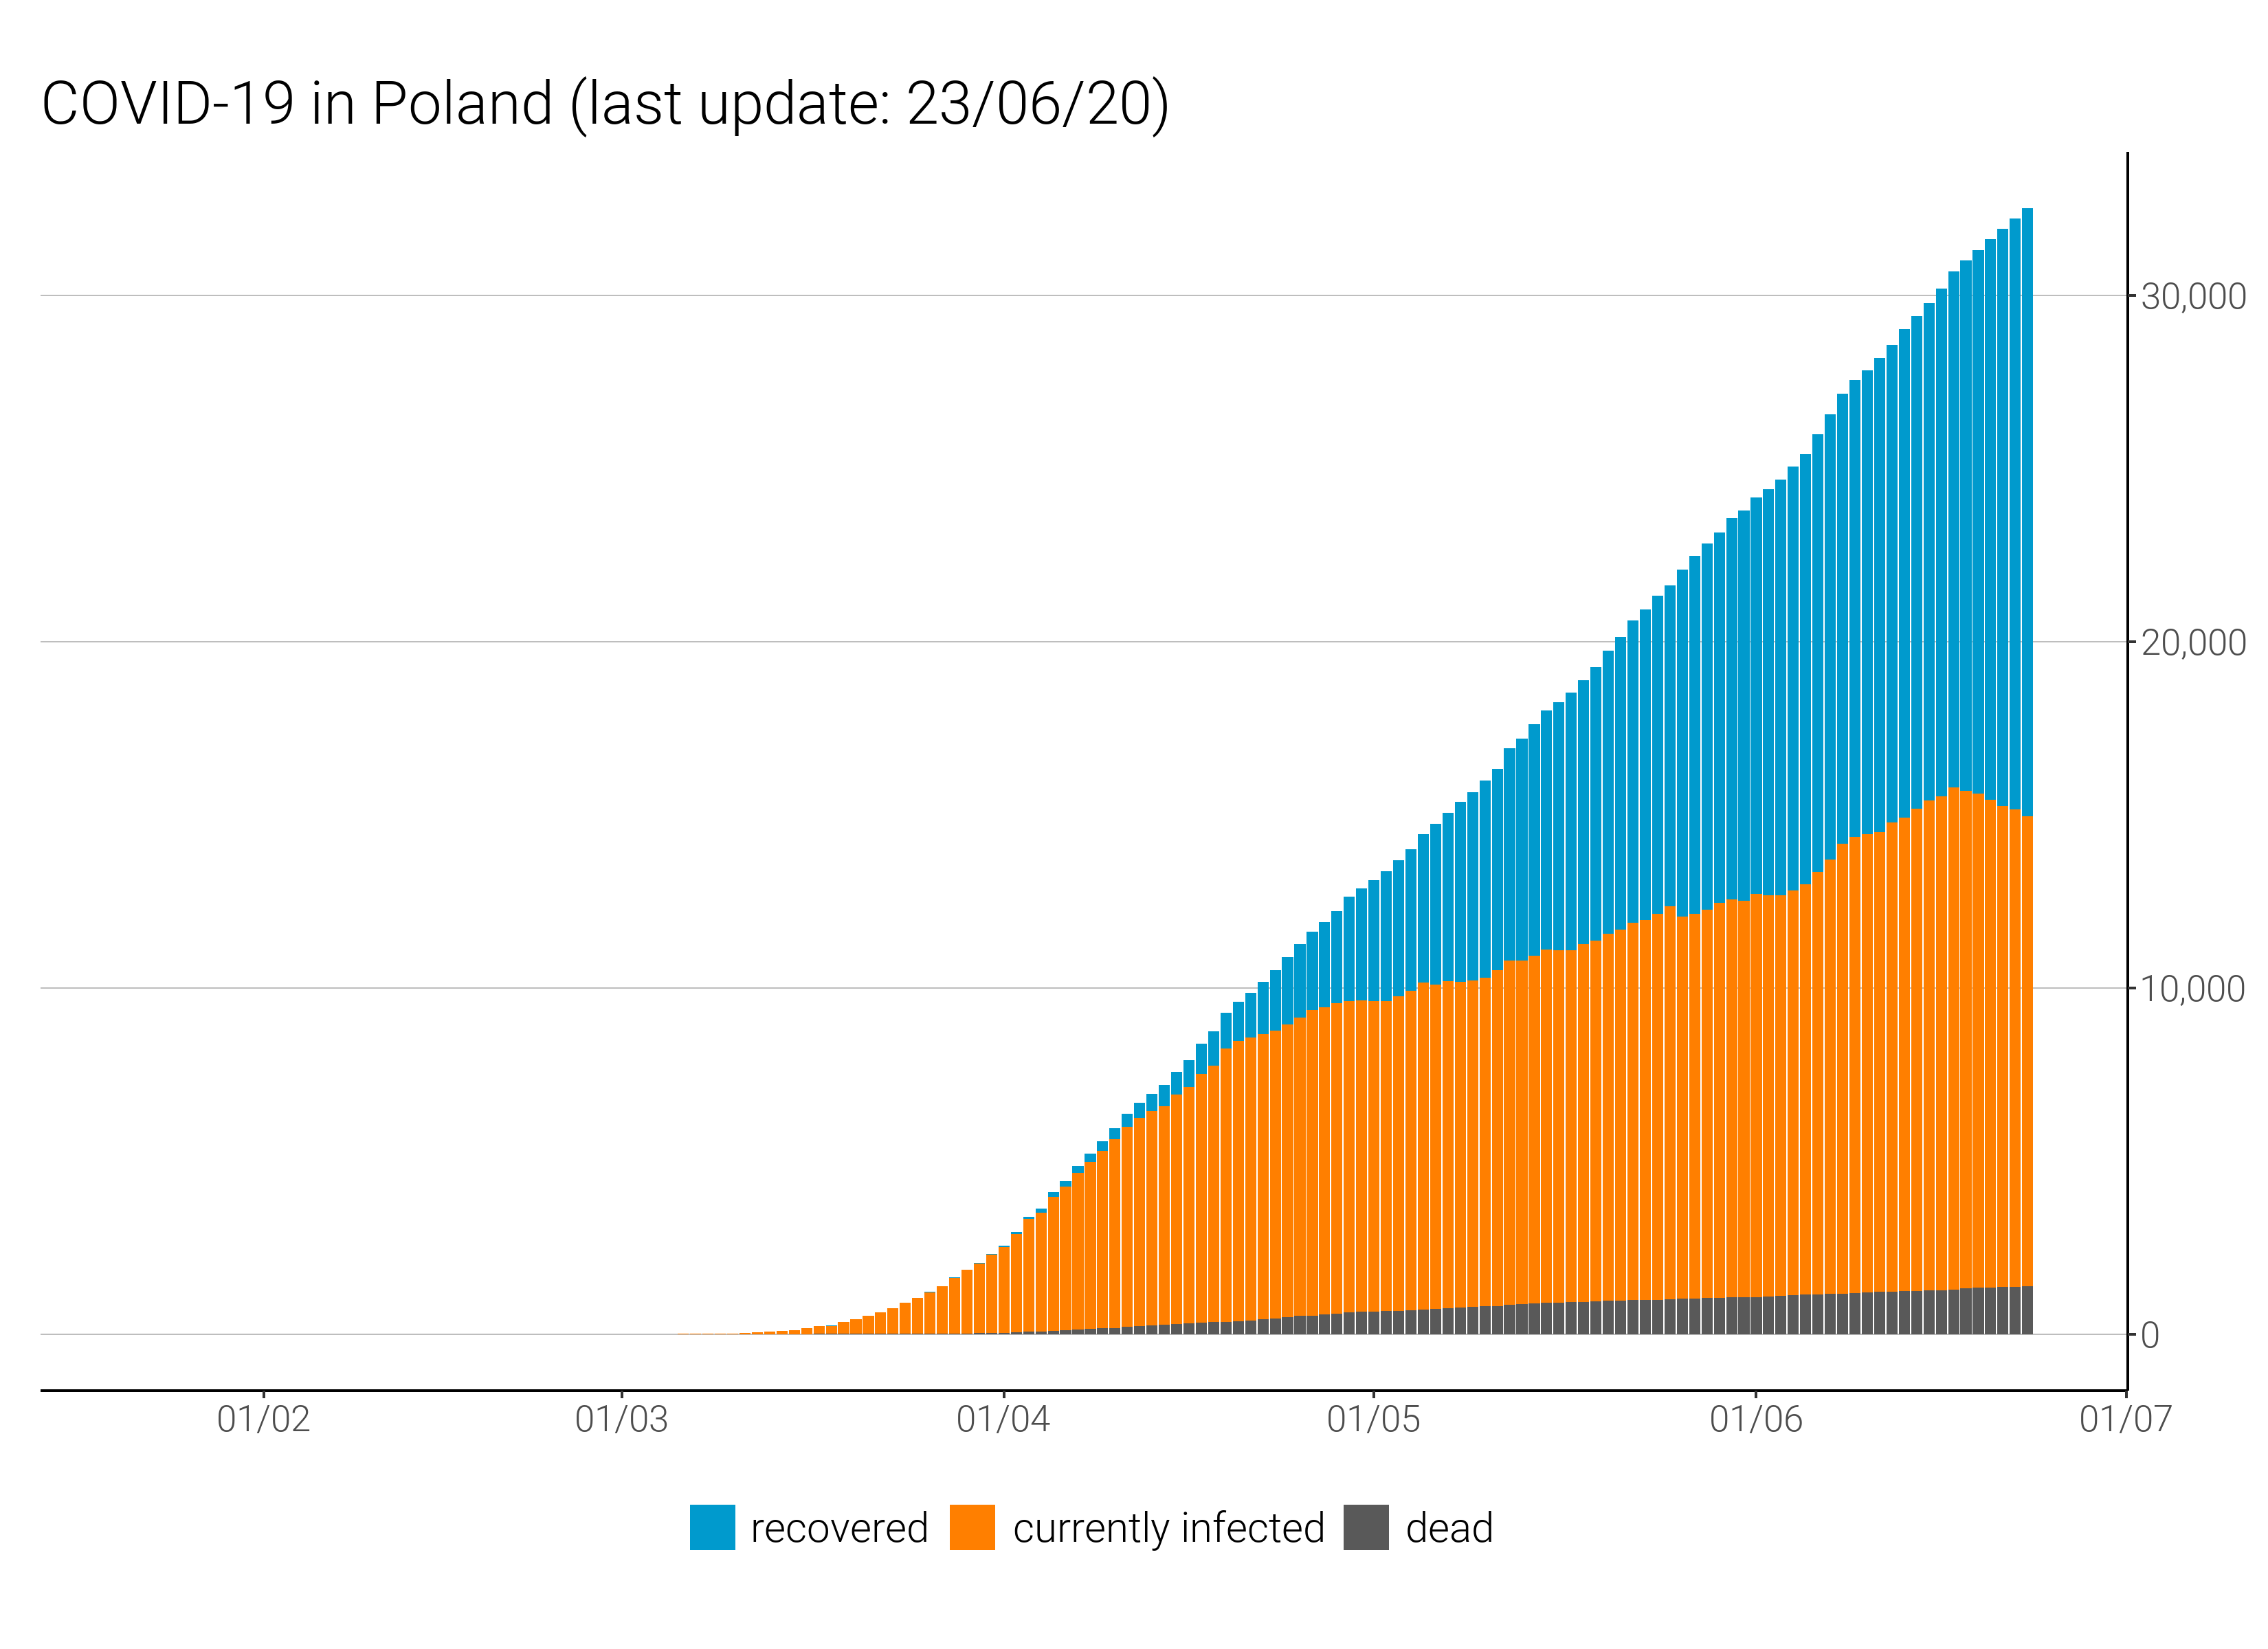 COVID-19 in Poland (last update: 23/06/20)
30,000
20,000
10,000
0
01/02 01/03 01/04 01/05 01/06 01/07
recovered currently infected dead